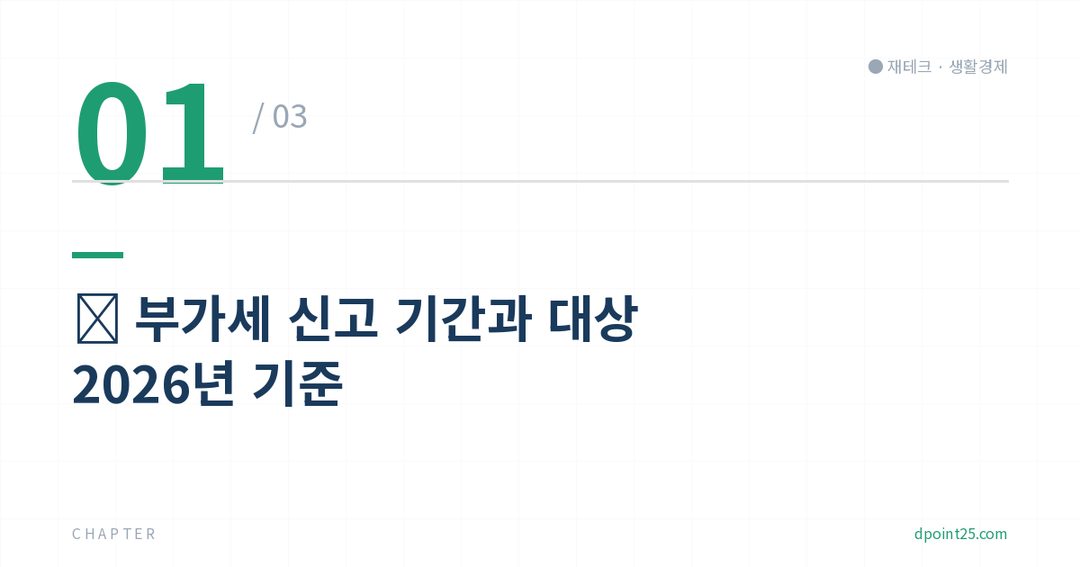 01 / 03
● 재테크 · 생활경제
부가세 신고 기간과 대상
2026년 기준
CHAPTER
dpoint25.com